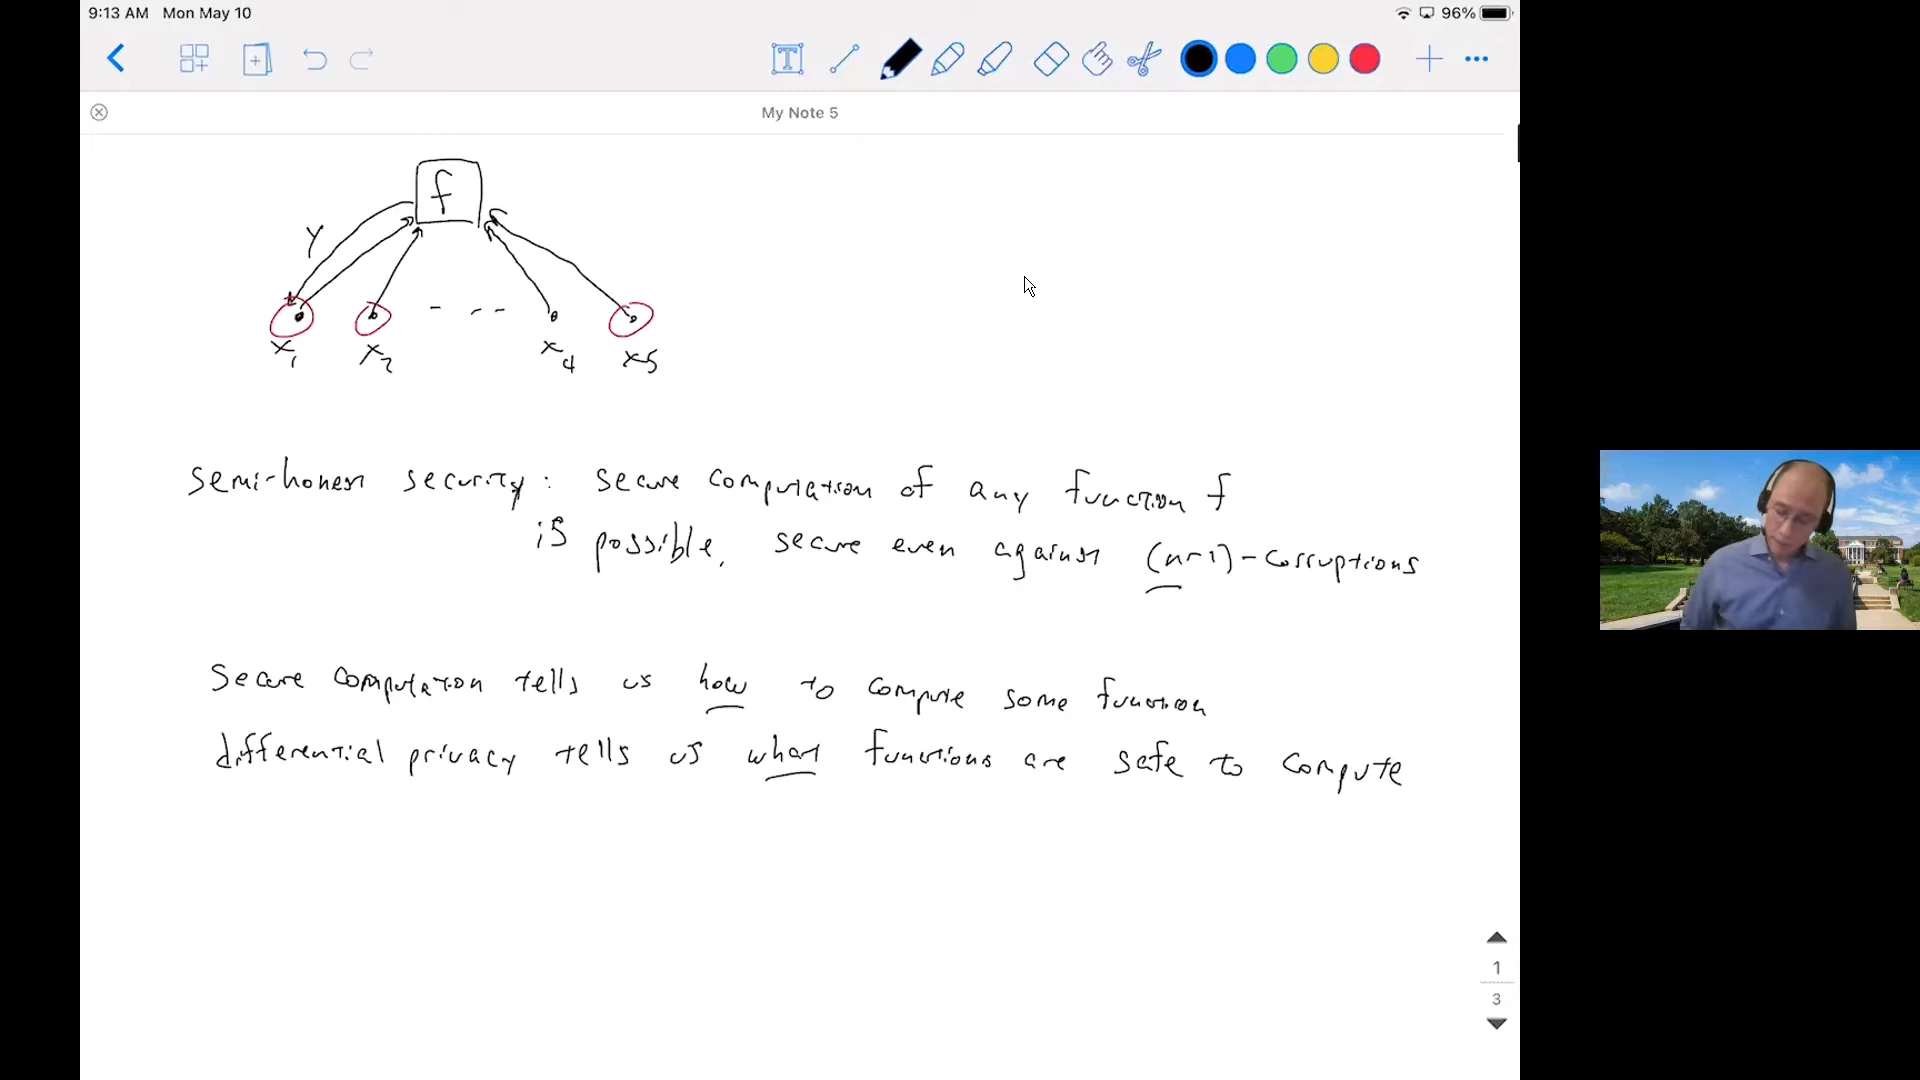 9:13 AM Mon May 10
96%
My Note 5
f
y
x1 x2 - -- x4 x5
semi-honest security: secure computation of any function f
is possible, secure even against (n-1)-corruptions
Secure computation tells us how to compute some function
differential privacy tells us what functions are safe to compute
1
3